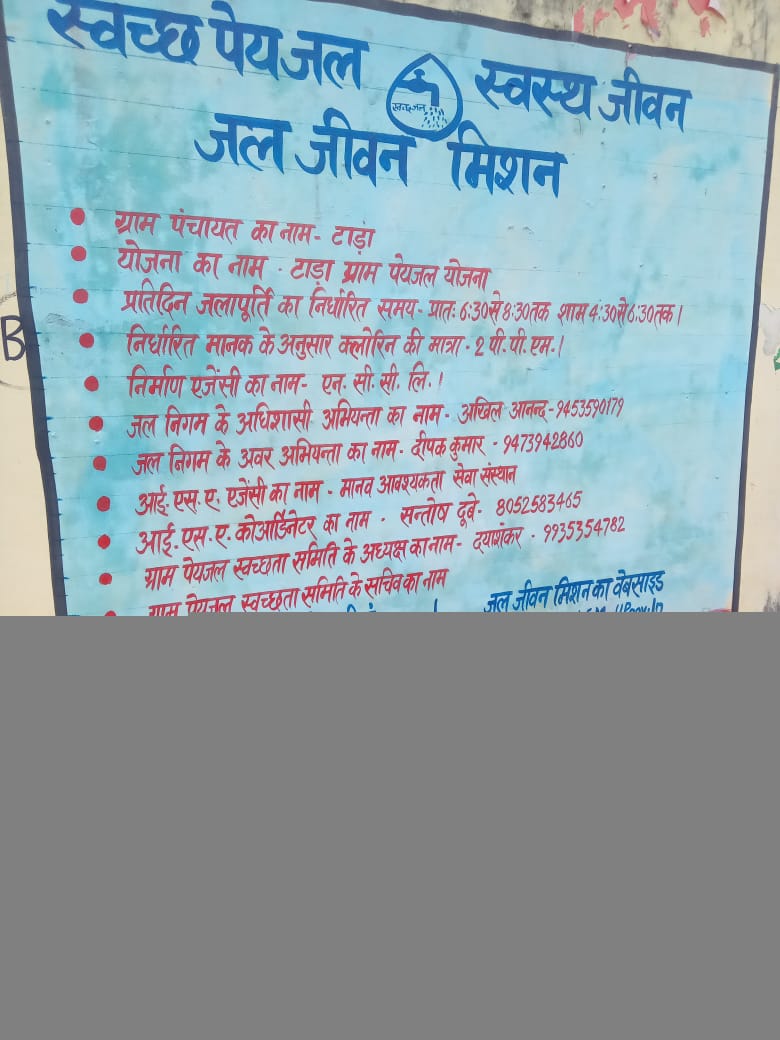 स्वच्छ पेयजल स्वच्छ जल स्वस्थ जीवन
जल जीवन मिशन
• ग्राम पंचायत का नाम- टाड़ां
• योजना का नाम - टाड़ा ग्राम पेयजल योजना
• प्रतिदिन जलापूर्ति का निर्धारित समय- प्रात: 6:30से 8:30तक शाम 4:30से 6:30तक।
• निर्धारित मानक के अनुसार क्लोरिन की मात्रा - 2 पी. पी. एम.।
• निर्माण एजेंसी का नाम- एन. सी. सी. लि.।
• जल निगम के अधिशासी अभियन्ता का नाम- अखिल आनन्द-9453590179
• जल निगम के अवर अभियन्ता का नाम- दीपक कुमार - 9473942860
• आई. एस. ए. एजेंसी का नाम - मानव आवश्यकता सेवा संस्थान
• आई. एस. ए. कोआर्डिनेटर का नाम - सन्तोष दूबे- 8052583465
• ग्राम पेयजल स्वच्छता समिति के अध्यक्ष का नाम- दयाशंकर - 9935354782
• ग्राम पेयजल स्वच्छता समिति के सचिव का नाम
जल जीवन मिशन का वेबसाइड
B